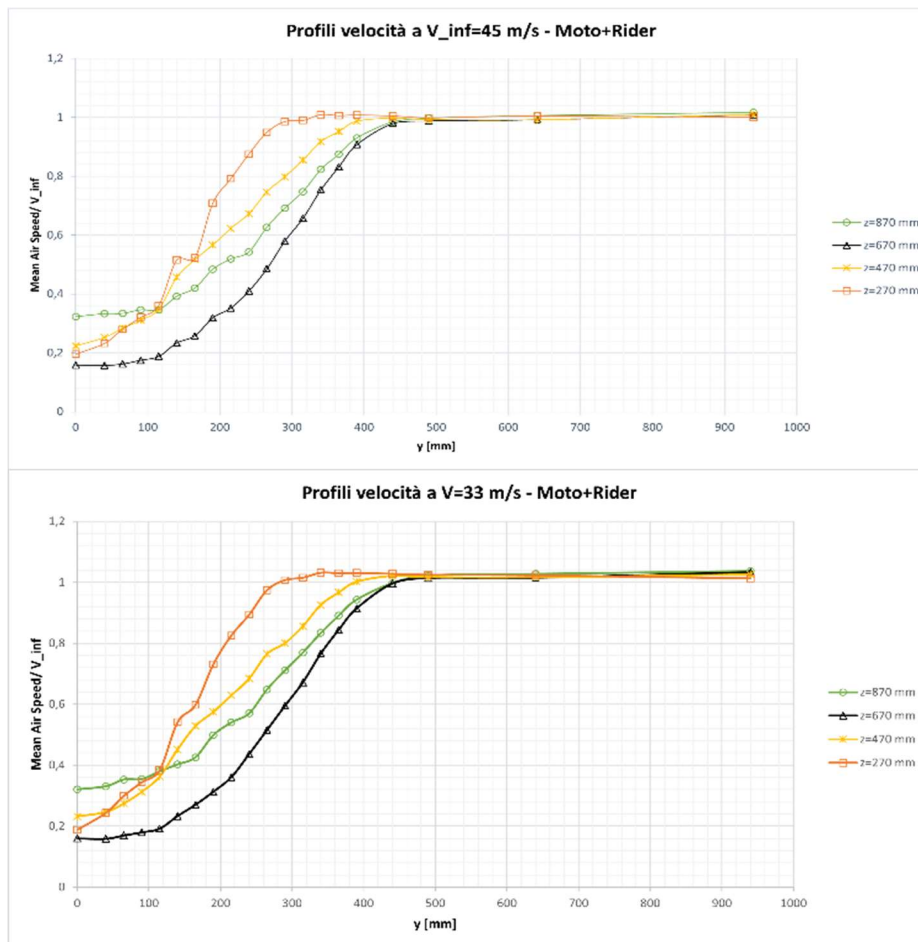 Profili velocità a V_inf=45 m/s - Moto+Rider
1,2
1
0,8
0,6
0,4
0,2
0
Mean Air Speed/ V_inf
0 100 200 300 400 500 600 700 800 900 1000
y [mm]
z=870 mm
z=670 mm
z=470 mm
z=270 mm
Profili velocità a V=33 m/s - Moto+Rider
1,2
1
0,8
0,6
0,4
0,2
0
Mean Air Speed/ V_inf
0 100 200 300 400 500 600 700 800 900 1000
y [mm]
z=870 mm
z=670 mm
z=470 mm
z=270 mm